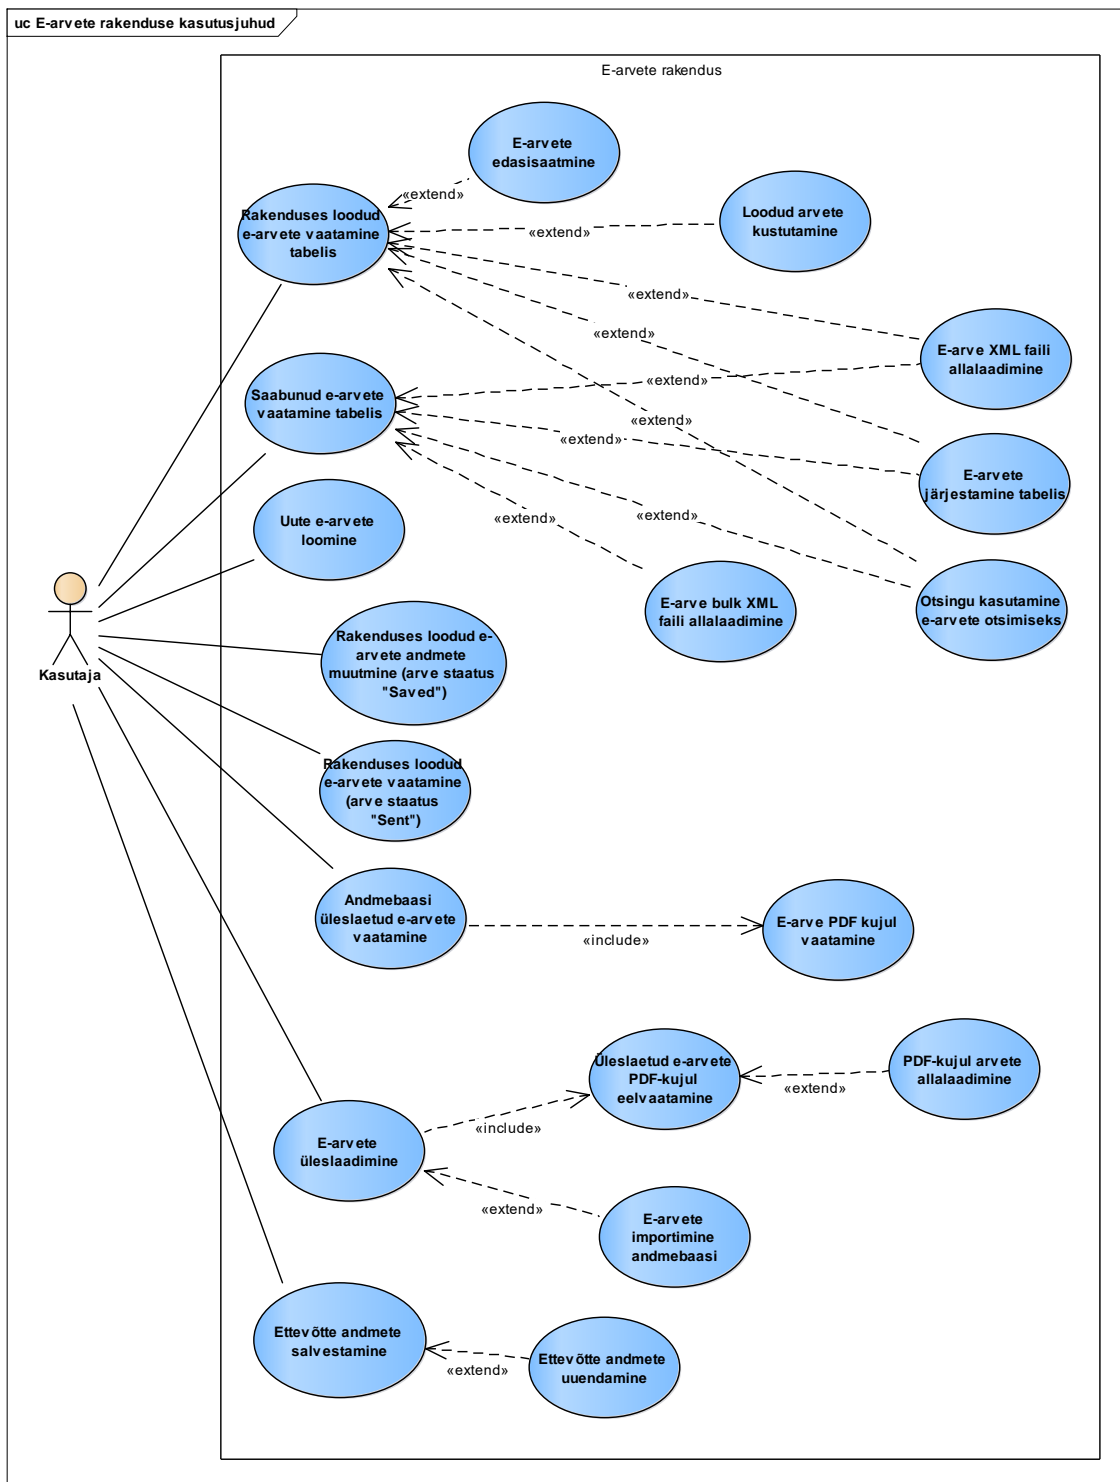 uc E-arvete rakenduse kasutusjuhud
E-arvete rakendus
E-arvete
edasisaatmine
«extend»
Loodud arvete
kustutamine
Rakenduses loodud
e-arvete vaatamine
tabelis
«extend»
«extend»
«extend»
E-arve XML faili
allalaadimine
«extend»
Saabunud e-arvete
vaatamine tabelis
«extend»
«extend»
E-arvete
järjestamine tabelis
«extend»
«extend»
Uute e-arvete
loomine
E-arve bulk XML
faili allalaadimine
Otsingu kasutamine
e-arvete otsimiseks
Kasutaja
Rakenduses loodud e-
arvete andmete
muutmine (arve staatus
"Saved")
Rakenduses loodud
e-arvete vaatamine
(arve staatus
"Sent")
Andmebaasi
üleslaetud e-arvete
vaatamine
«include»
E-arve PDF kujul
vaatamine
Üleslaetud e-arvete
PDF-kujul
eelvaatamine
«extend»
PDF-kujul arvete
allalaadimine
«include»
E-arvete
üleslaadimine
«extend»
E-arvete
importimine
andmebaasi
Ettevõtte andmete
salvestamine
«extend»
Ettevõtte andmete
uuendamine